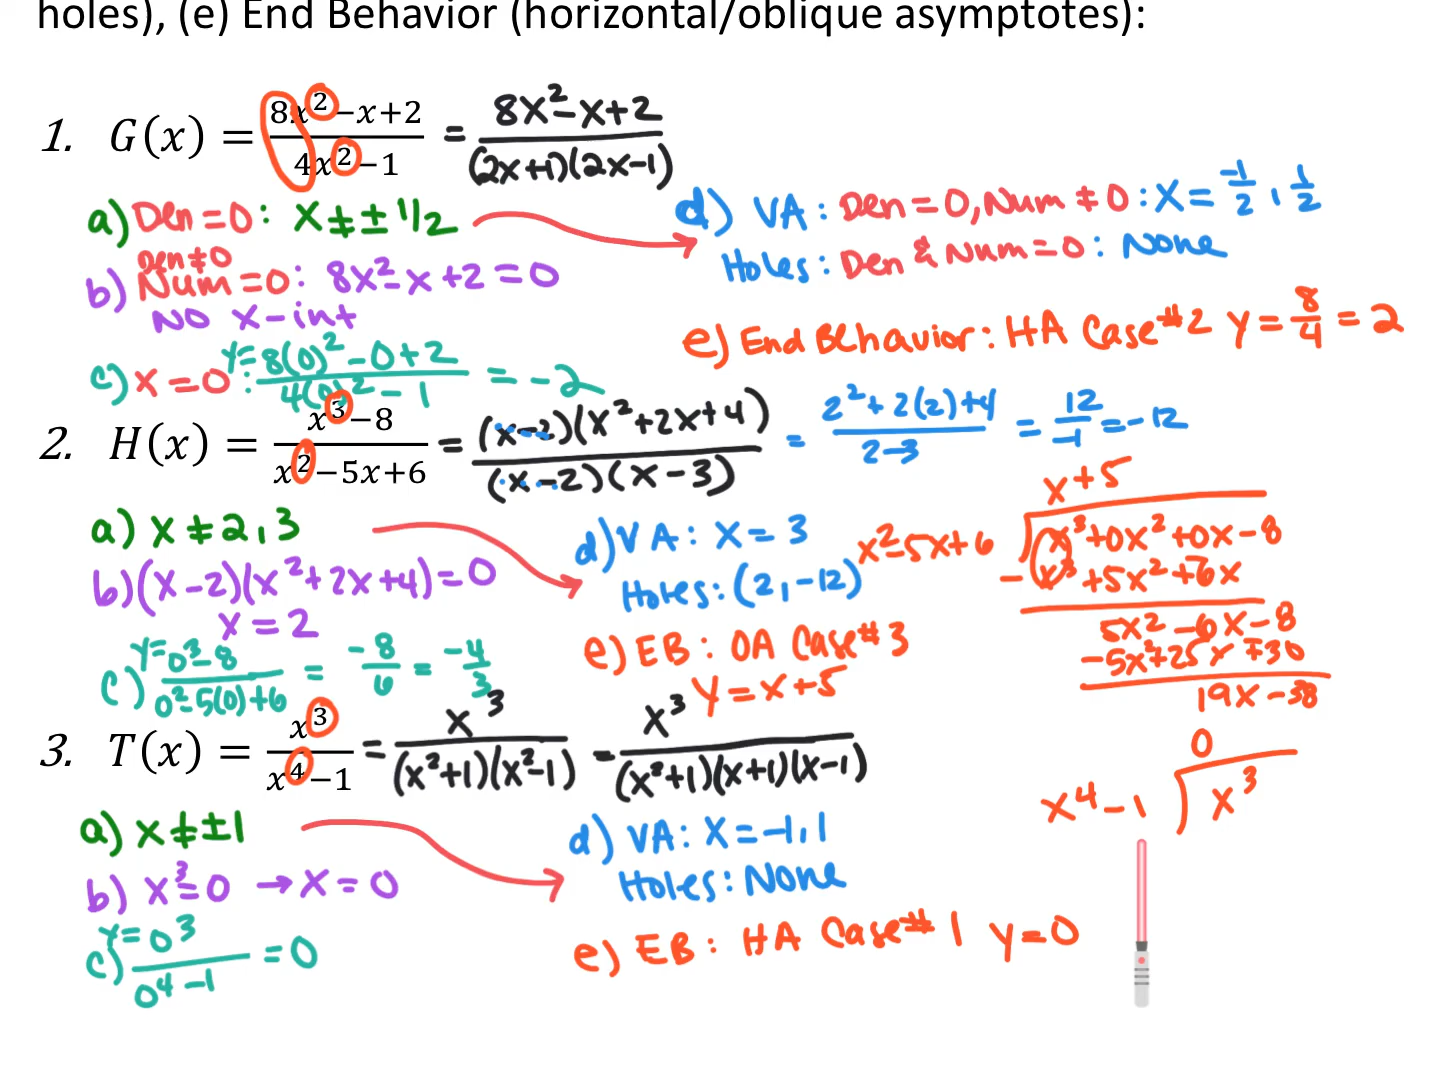 holes), (e) End Behavior (horizontal/oblique asymptotes):
1. G(x) = (8x²−x+2)/(4x²−1) = (8x²−x+2)/((2x+1)(2x−1))
a) Den=0: x≠±1/2
d) VA: Den=0, Num≠0: x= -1/2, 1/2
Den≠0
Holes: Den & Num=0: None
b) Num=0: 8x²−x+2=0
No x-int
e) End Behavior: HA Case #2 y= 8/4 = 2
c) x=0: y= (8(0)²−0+2)/(4(0)²−1) = −2
2. H(x) = (x³−8)/(x²−5x+6) = ((x−2)(x²+2x+4))/((x−2)(x−3)) = (2²+2(2)+4)/(2−3) = 12/−1 = −12
a) x≠2,3
d) VA: x=3
Holes: (2,−12)
b) (x−2)(x²+2x+4)=0
x=2
e) EB: OA Case #3
y=x+5
c) y= (0³−8)/(0²−5(0)+6) = −8/6 = −4/3
x+5
x²−5x+6 x³+0x²+0x−8
− x³+5x²+6x
5x²−6x−8
−5x²+25x+30
19x−38
3. T(x) = x³/(x⁴−1) = x³/((x²+1)(x²−1)) = x³/((x²+1)(x+1)(x−1))
a) x≠±1
d) VA: x=−1,1
Holes: None
b) x³=0 → x=0
e) EB: HA Case #1 y=0
c) y= 0³/(0⁴−1) = 0
0
x⁴−1 x³